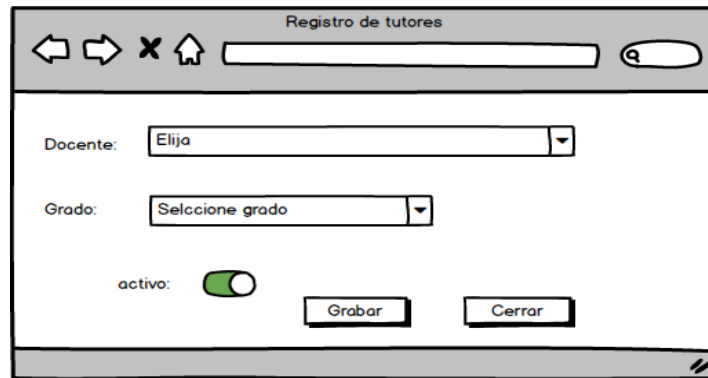 Registro de tutores
Docente: Elija
Grado: Selccione grado
activo:
Grabar Cerrar